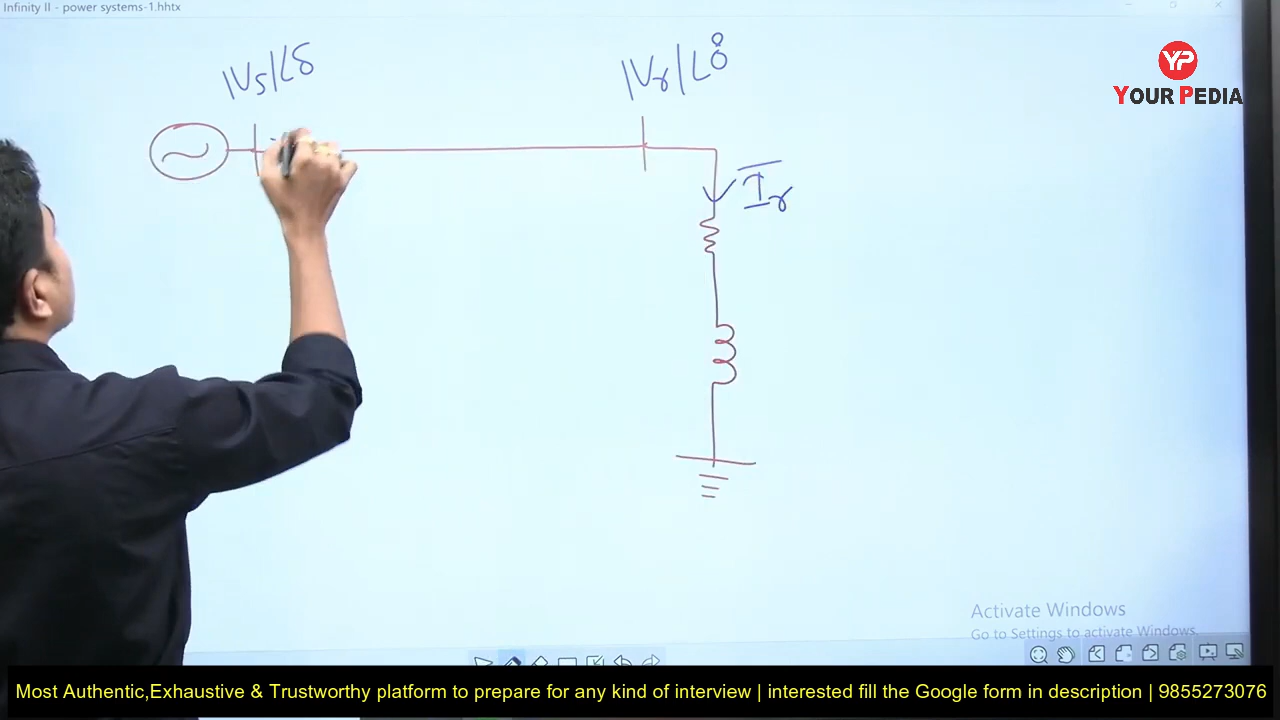 Infinity II - power systems-1.hhtx
|Vs|∠δ
|Vr|∠0°
YP
YOUR PEDIA
Ir
Activate Windows
Go to Settings to activate Windows.
Most Authentic,Exhaustive & Trustworthy platform to prepare for any kind of interview | interested fill the Google form in description | 9855273076